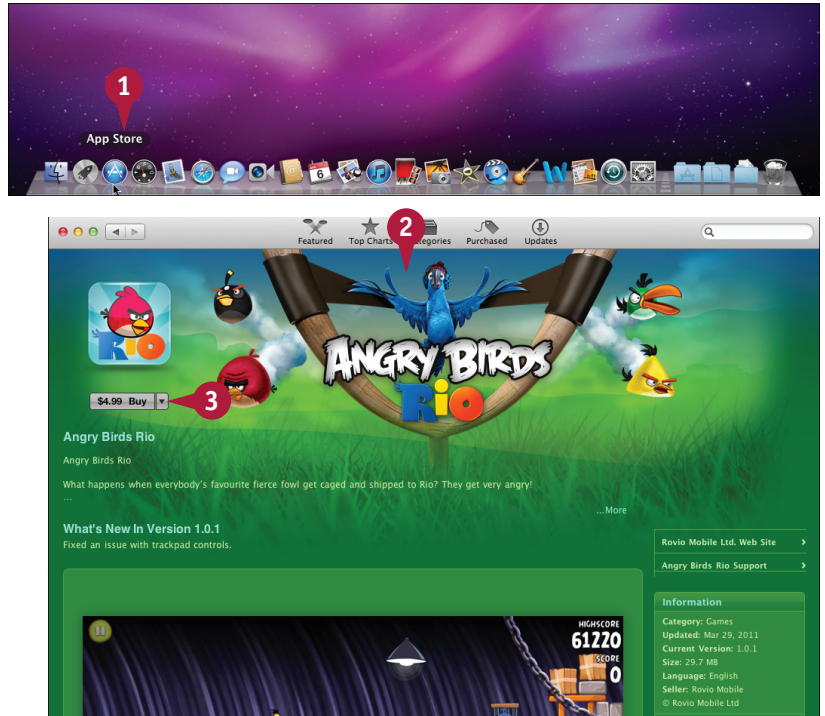 1
App Store
6
W
2
Featured
Top Charts
Categories
Purchased
Updates
RIO
ANGRY BIRDS
Rio
$4.99 Buy
3
Angry Birds Rio
Angry Birds Rio
What happens when everybody's favourite fierce fowl get caged and shipped to Rio? They get very angry!
...
...More
What's New In Version 1.0.1
Fixed an issue with trackpad controls.
Rovio Mobile Ltd. Web Site
Angry Birds Rio Support
Information
Category: Games
Updated: Mar 29, 2011
Current Version: 1.0.1
Size: 29.7 MB
Language: English
Seller: Rovio Mobile
© Rovio Mobile Ltd
HIGHSCORE
61220
SCORE
0